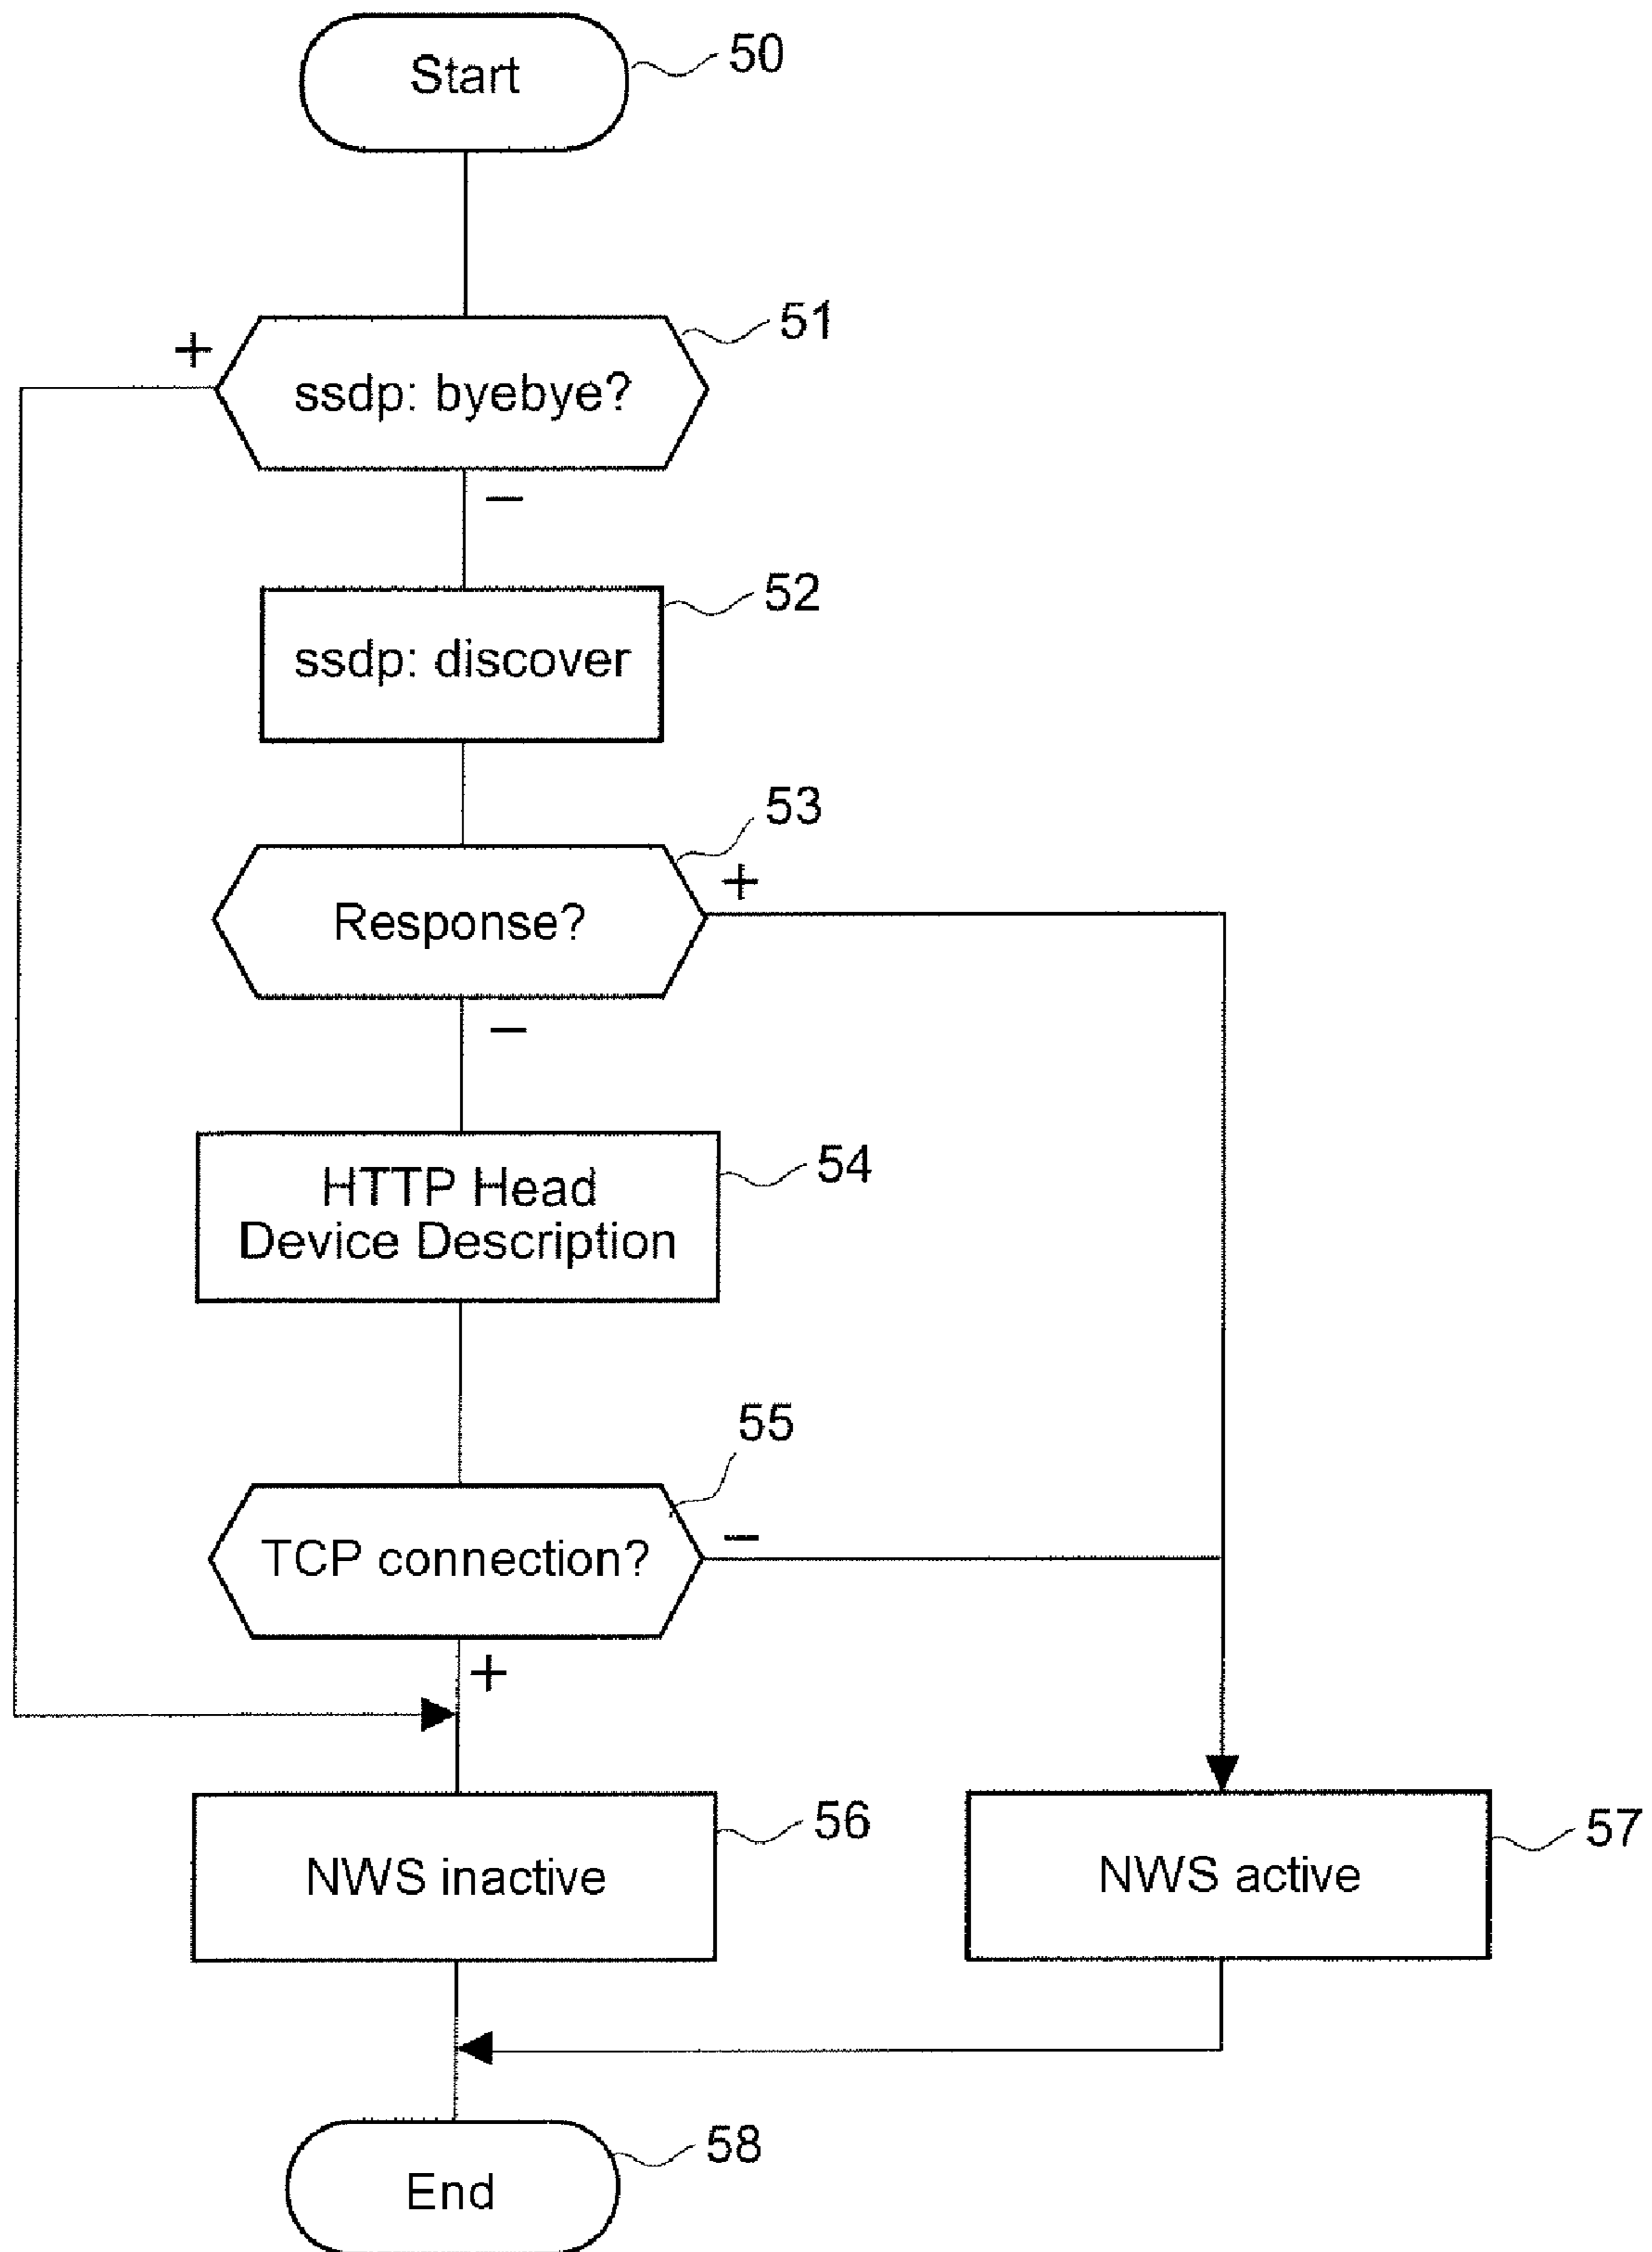 Start
50
51
+
ssdp: byebye?
−
52
ssdp: discover
53
+
Response?
−
54
HTTP Head
Device Description
55
−
TCP connection?
+
56
NWS inactive
57
NWS active
58
End